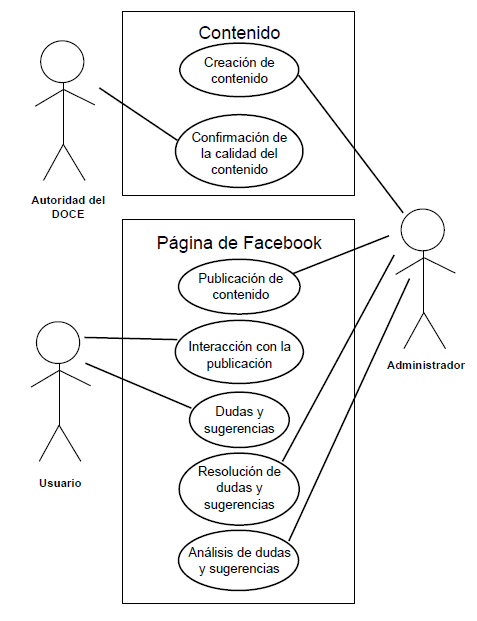 Contenido
Creación de
contenido
Confirmación de
la calidad del
contenido
Autoridad del
DOCE
Página de Facebook
Publicación de
contenido
Interacción con la
publicación
Administrador
Dudas y
sugerencias
Resolución de
dudas y
sugerencias
Usuario
Análisis de dudas
y sugerencias